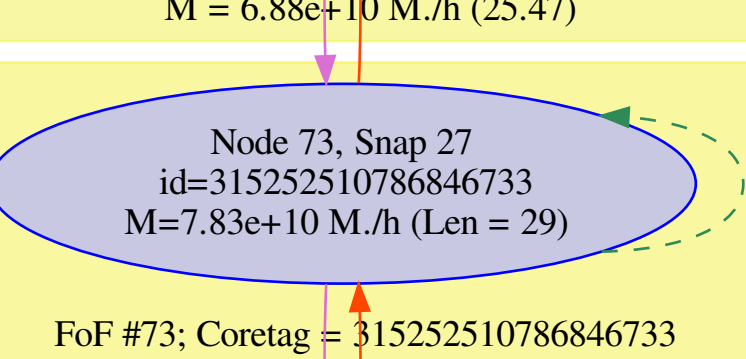 M = 6.88e+10 M./h (25.47)
Node 73, Snap 27
id=315252510786846733
M=7.83e+10 M./h (Len = 29)
FoF #73; Coretag = 315252510786846733